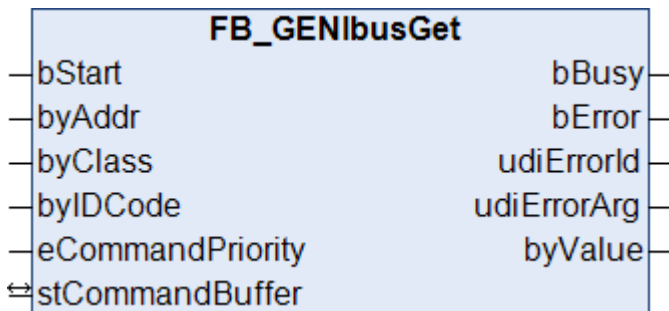 FB_GENIbusGet
bStart bBusy
byAddr bError
byClass udiErrorId
byIDCode udiErrorArg
eCommandPriority byValue
stCommandBuffer